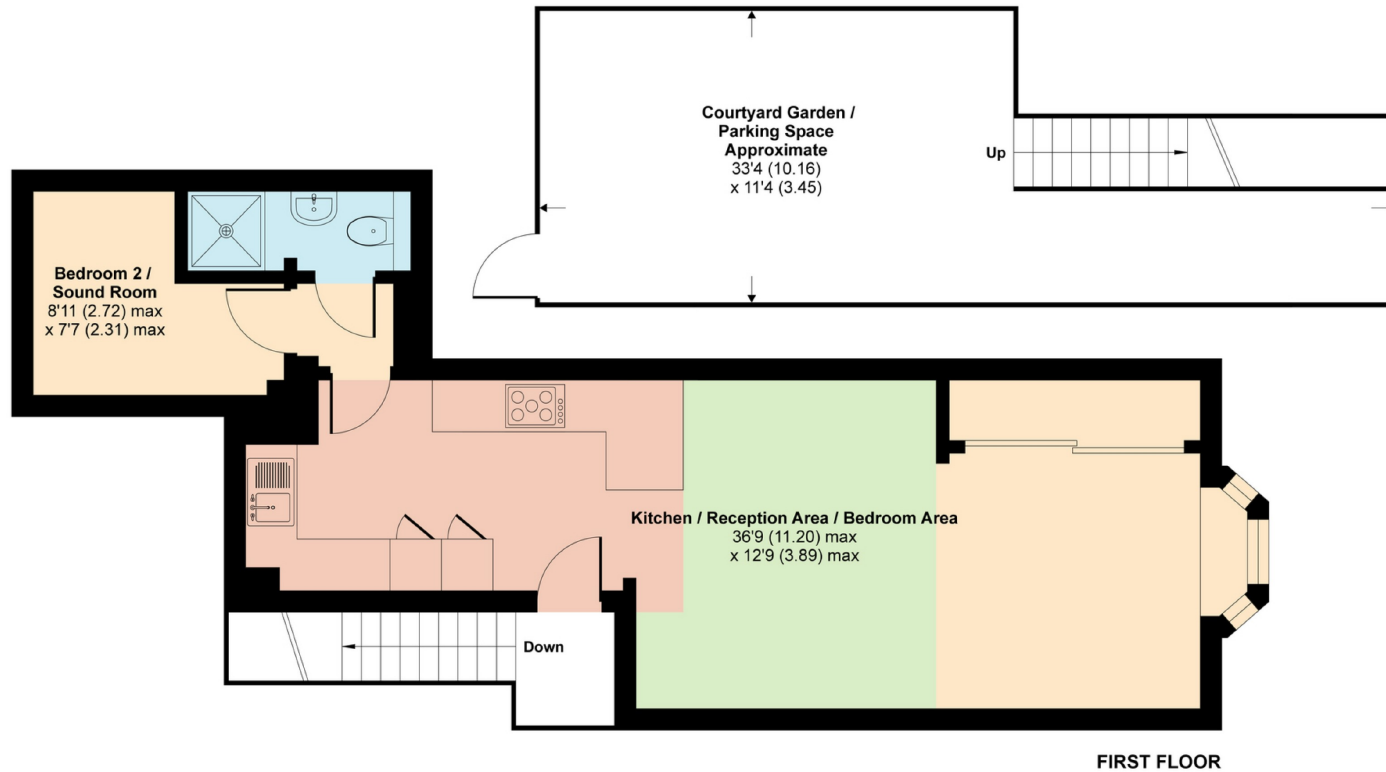 Courtyard Garden /
Parking Space
Approximate
33'4 (10.16)
x 11'4 (3.45)
Up
Bedroom 2 /
Sound Room
8'11 (2.72) max
x 7'7 (2.31) max
Kitchen / Reception Area / Bedroom Area
36'9 (11.20) max
x 12'9 (3.89) max
Down
FIRST FLOOR